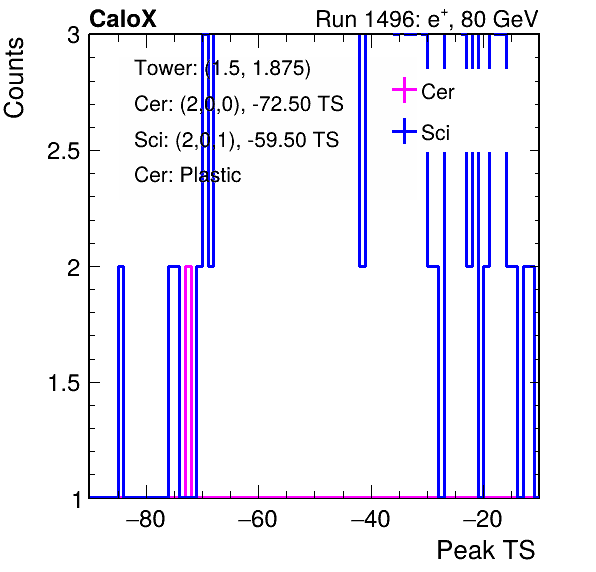 CaloX Run 1496: e+, 80 GeV
Counts
3
Tower: (1.5, 1.875)
Cer: (2,0,0), -72.50 TS
Sci: (2,0,1), -59.50 TS
Cer: Plastic
Cer
Sci
2.5
2
1.5
1
−80 −60 −40 −20
Peak TS